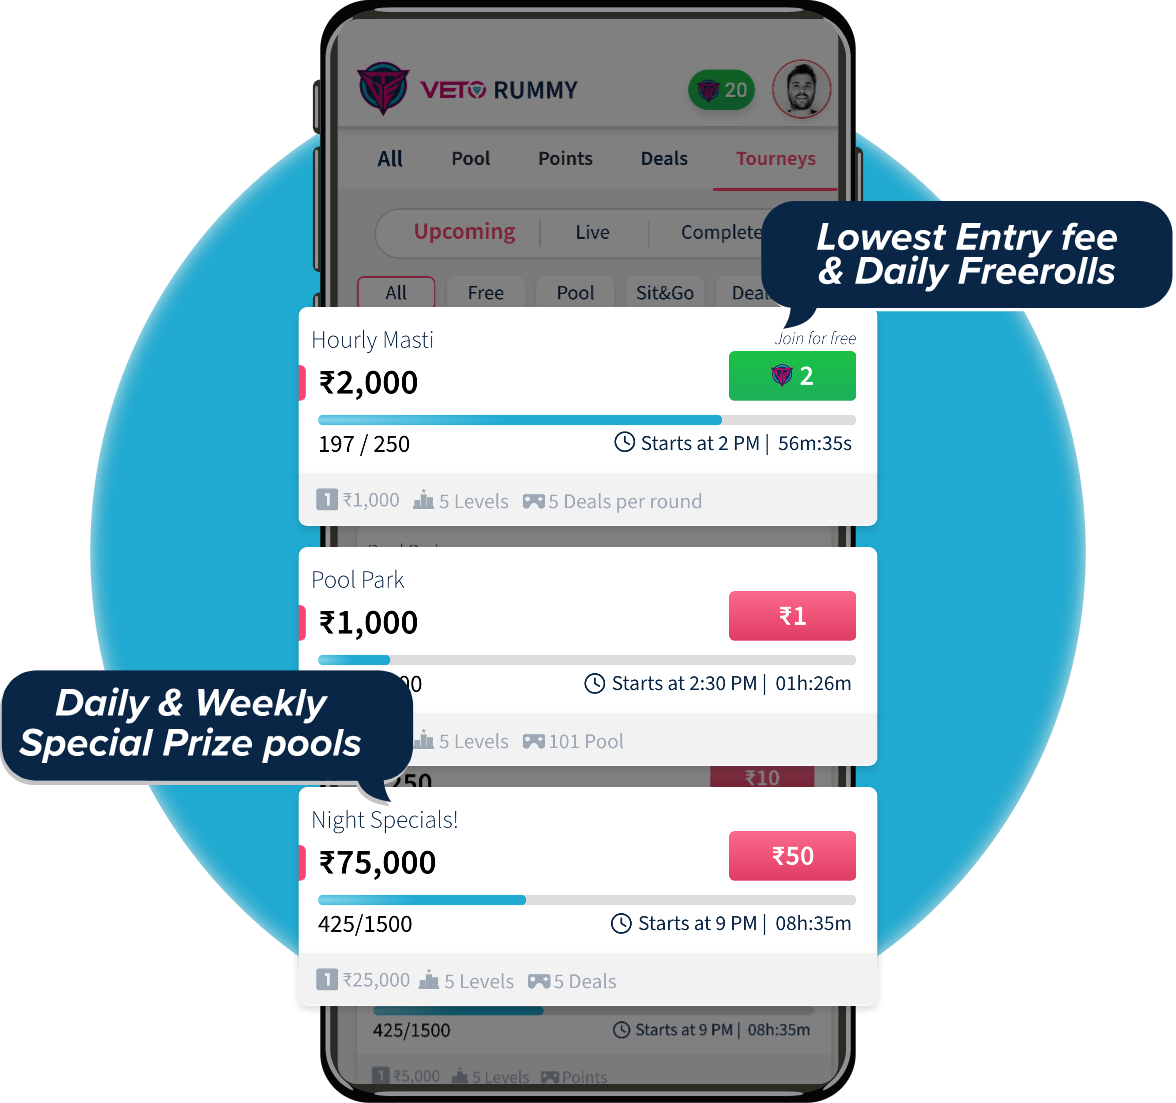 VETO RUMMY
20
All Pool Points Deals Tourneys
Upcoming | Live | Complete
All Free Pool Sit&Go Deal
Lowest Entry fee
& Daily Freerolls
Hourly Masti
Join for free
₹2,000
2
197 / 250
Starts at 2 PM | 56m:35s
1 ₹1,000 5 Levels 5 Deals per round
Pool Park
₹1,000
₹1
Starts at 2:30 PM | 01h:26m
5 Levels 101 Pool
Daily & Weekly
Special Prize pools
250
₹10
Night Specials!
₹75,000
₹50
425/1500
Starts at 9 PM | 08h:35m
1 ₹25,000 5 Levels 5 Deals
425/1500
Starts at 9 PM | 08h:35m
1 ₹5,000 5 Levels Points